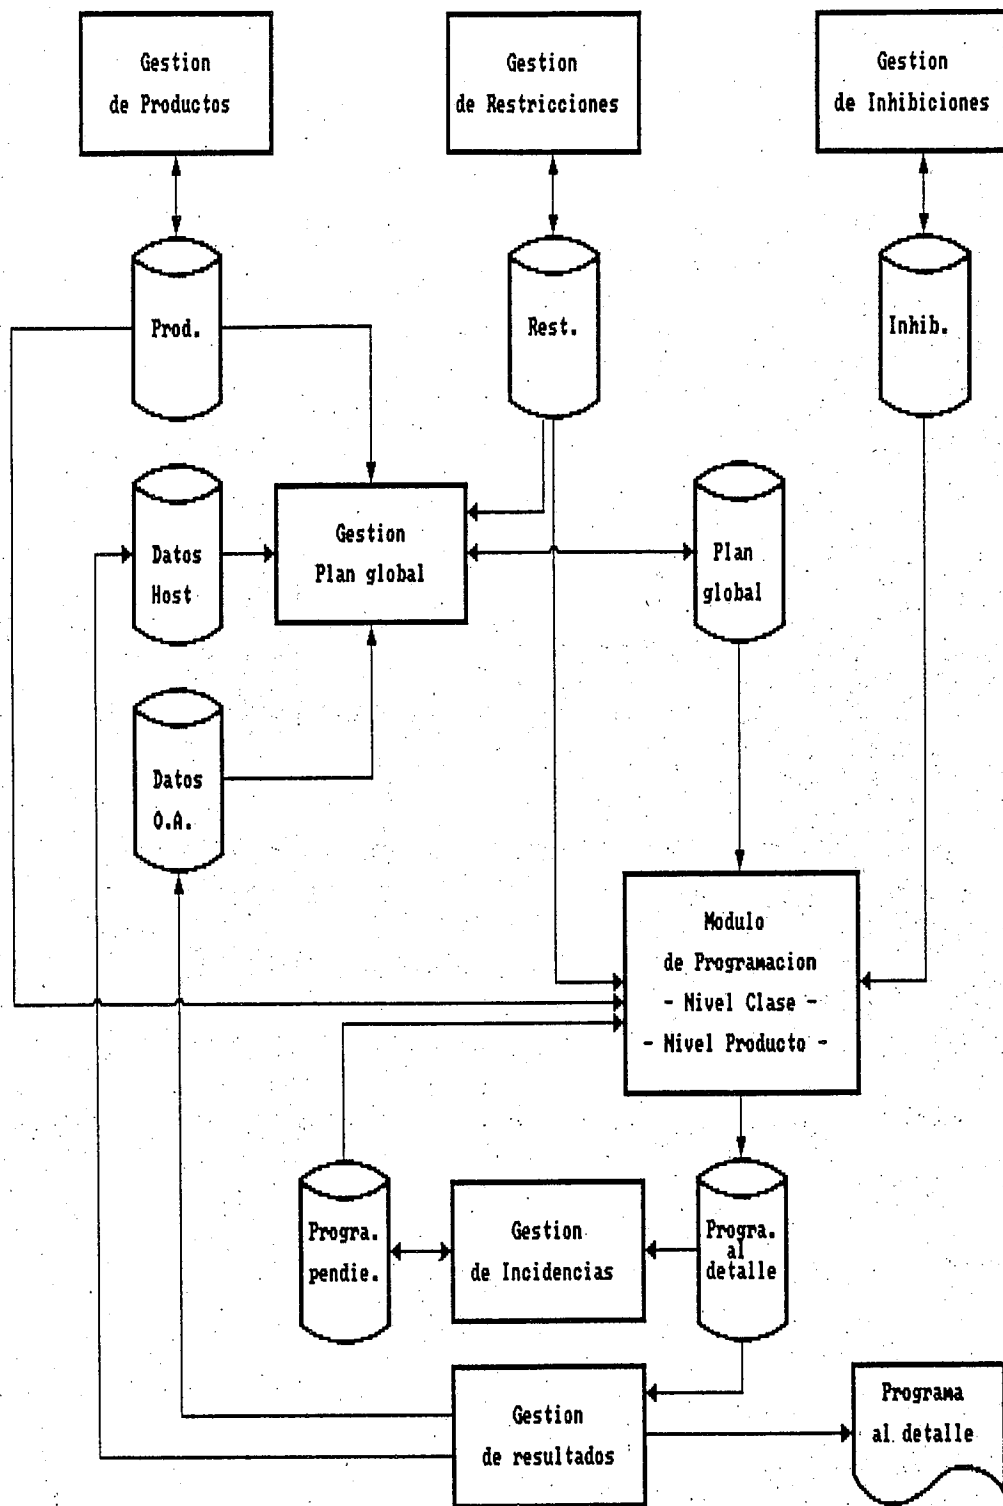 Gestion
de Productos
Gestion
de Restricciones
Gestion
de Inhibiciones
Prod.
Rest.
Inhib.
Datos
Host
Gestion
Plan global
Plan
global
Datos
O.A.
Modulo
de Programacion
- Nivel Clase -
- Nivel Producto -
Progra.
pendie.
Gestion
de Incidencias
Progra.
al
detalle
Gestion
de resultados
Programa
al detalle